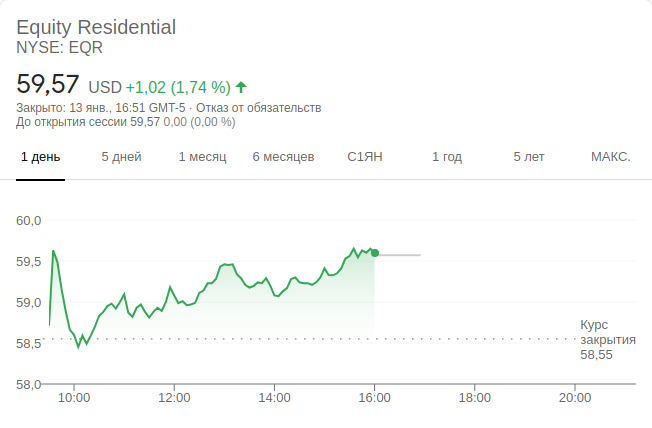 Equity Residential
NYSE: EQR
59,57 USD +1,02 (1,74 %)
Закрыто: 13 янв., 16:51 GMT-5 · Отказ от обязательств
До открытия сессии 59,57 0,00 (0,00 %)
1 день 5 дней 1 месяц 6 месяцев С1ЯН 1 год 5 лет МАКС.
60,0
59,5
59,0
58,5
58,0
Курс
закрытия
58,55
10:00 12:00 14:00 16:00 18:00 20:00